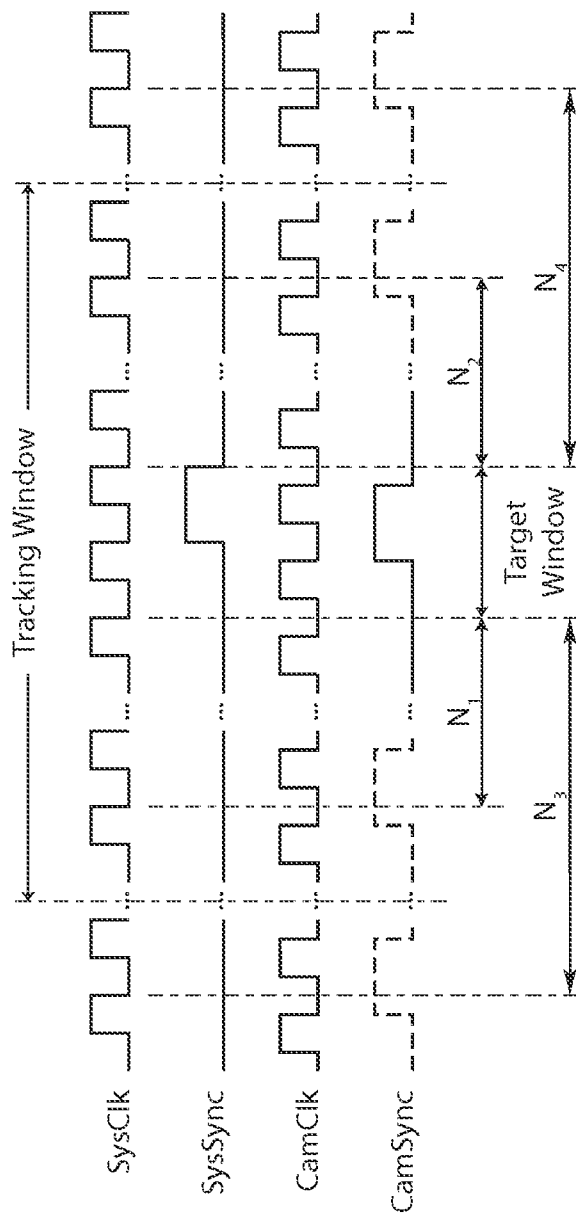 Tracking Window
SysClk
SysSync
CamClk
CamSync
...
...
...
...
...
...
N₁
Target
Window
N₂
N₃
N₄